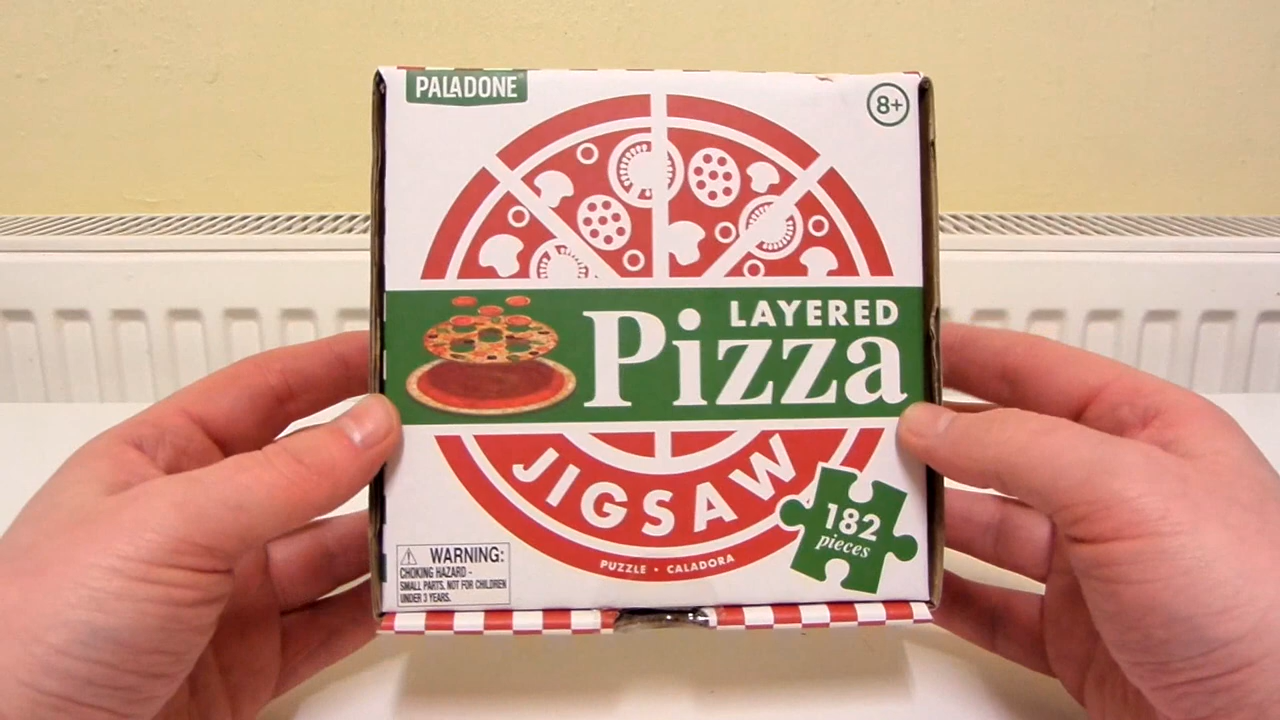 PALADONE
8+
LAYERED
Pizza
JIGSAW
182
pieces
PUZZLE • CALADORA
WARNING:
CHOKING HAZARD -
SMALL PARTS. NOT FOR CHILDREN
UNDER 3 YEARS.